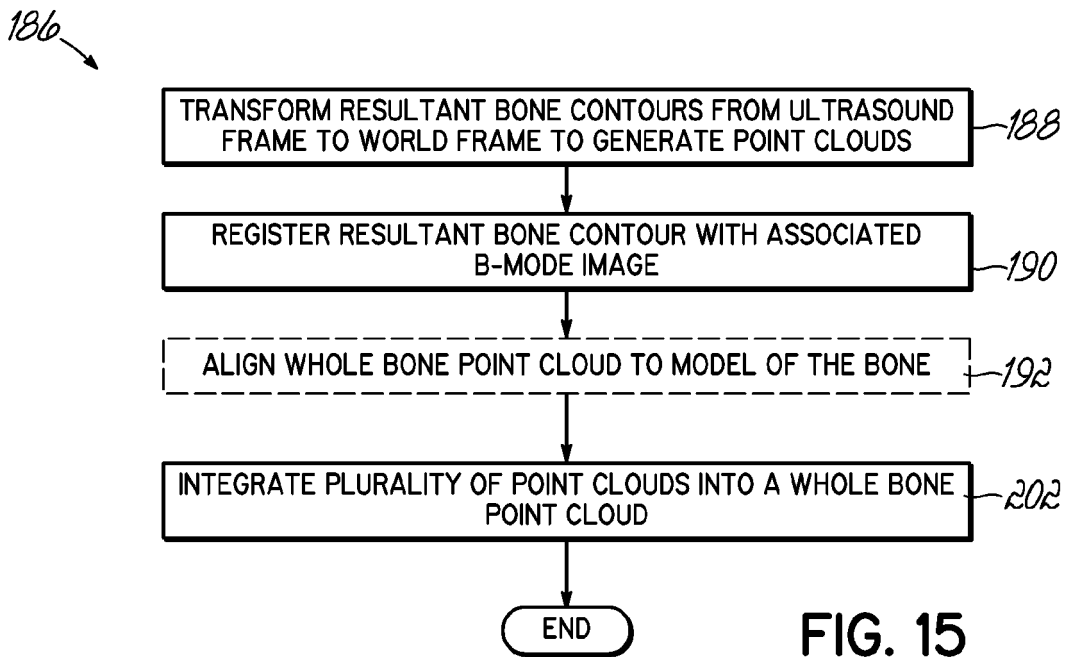 186
TRANSFORM RESULTANT BONE CONTOURS FROM ULTRASOUND
FRAME TO WORLD FRAME TO GENERATE POINT CLOUDS
188
REGISTER RESULTANT BONE CONTOUR WITH ASSOCIATED
B-MODE IMAGE
190
ALIGN WHOLE BONE POINT CLOUD TO MODEL OF THE BONE
192
INTEGRATE PLURALITY OF POINT CLOUDS INTO A WHOLE BONE
POINT CLOUD
202
END
FIG. 15